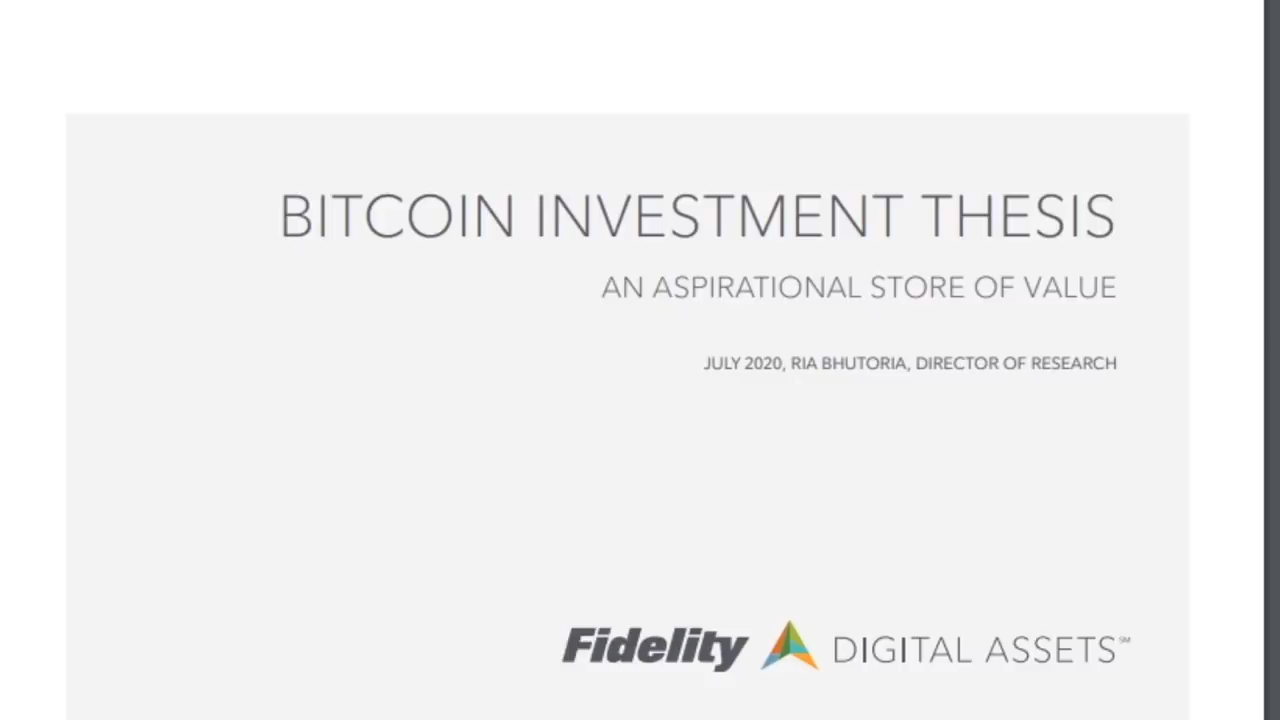 BITCOIN INVESTMENT THESIS
AN ASPIRATIONAL STORE OF VALUE
JULY 2020, RIA BHUTORIA, DIRECTOR OF RESEARCH
Fidelity DIGITAL ASSETS℠